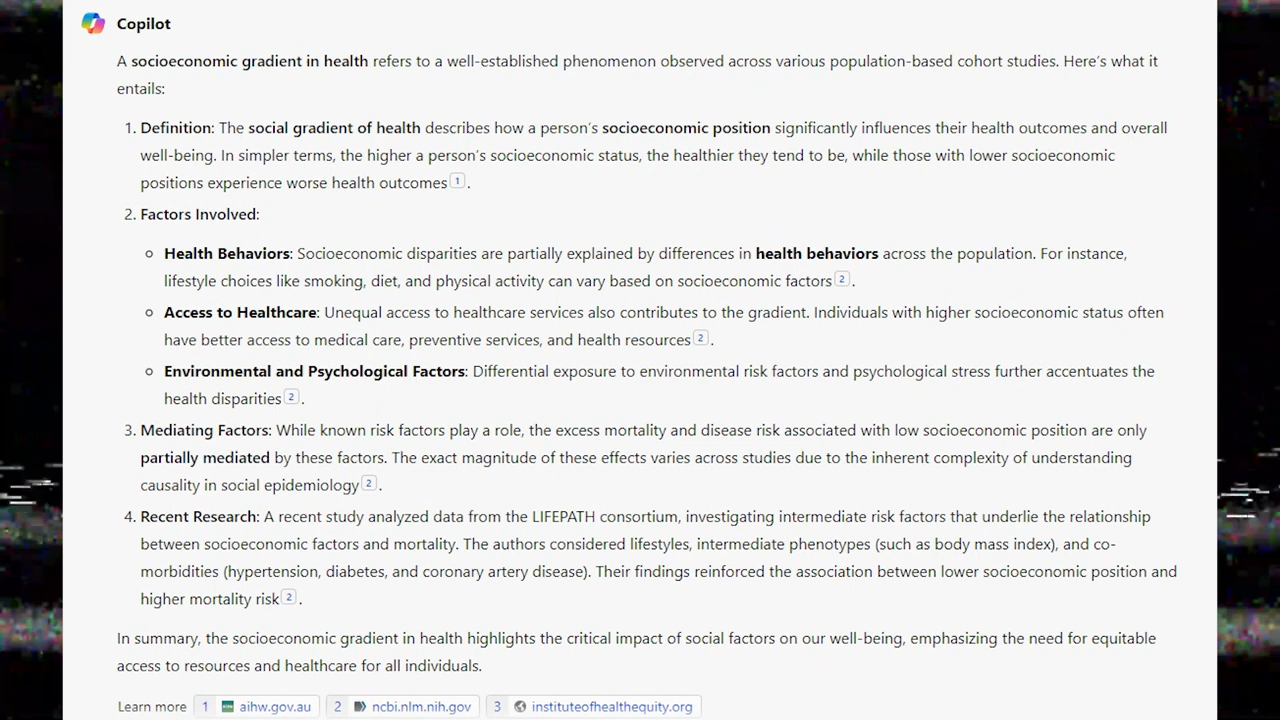 Copilot
A socioeconomic gradient in health refers to a well-established phenomenon observed across various population-based cohort studies. Here's what it
entails:
1. Definition: The social gradient of health describes how a person's socioeconomic position significantly influences their health outcomes and overall
well-being. In simpler terms, the higher a person's socioeconomic status, the healthier they tend to be, while those with lower socioeconomic
positions experience worse health outcomes 1 .
2. Factors Involved:
○ Health Behaviors: Socioeconomic disparities are partially explained by differences in health behaviors across the population. For instance,
lifestyle choices like smoking, diet, and physical activity can vary based on socioeconomic factors 2 .
○ Access to Healthcare: Unequal access to healthcare services also contributes to the gradient. Individuals with higher socioeconomic status often
have better access to medical care, preventive services, and health resources 2 .
○ Environmental and Psychological Factors: Differential exposure to environmental risk factors and psychological stress further accentuates the
health disparities 2 .
3. Mediating Factors: While known risk factors play a role, the excess mortality and disease risk associated with low socioeconomic position are only
partially mediated by these factors. The exact magnitude of these effects varies across studies due to the inherent complexity of understanding
causality in social epidemiology 2 .
4. Recent Research: A recent study analyzed data from the LIFEPATH consortium, investigating intermediate risk factors that underlie the relationship
between socioeconomic factors and mortality. The authors considered lifestyles, intermediate phenotypes (such as body mass index), and co-
morbidities (hypertension, diabetes, and coronary artery disease). Their findings reinforced the association between lower socioeconomic position and
higher mortality risk 2 .
In summary, the socioeconomic gradient in health highlights the critical impact of social factors on our well-being, emphasizing the need for equitable
access to resources and healthcare for all individuals.
Learn more 1 aihw.gov.au 2 ncbi.nlm.nih.gov 3 instituteofhealthequity.org